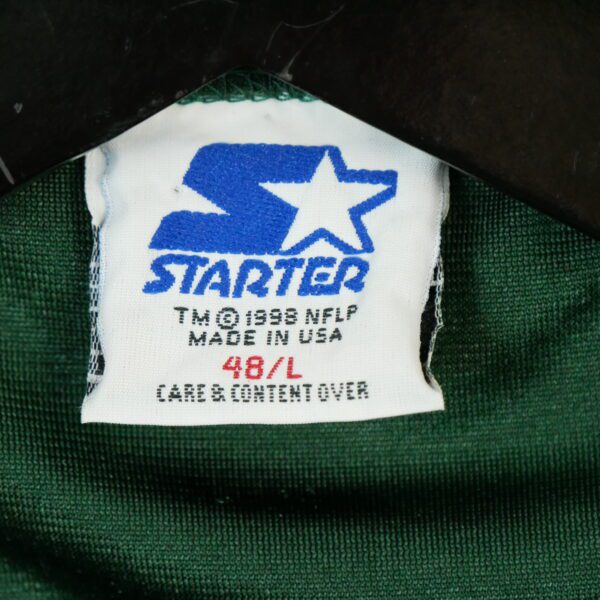 STARTER
TM © 1998 NFLP
MADE IN USA
48/L
CARE & CONTENT OVER